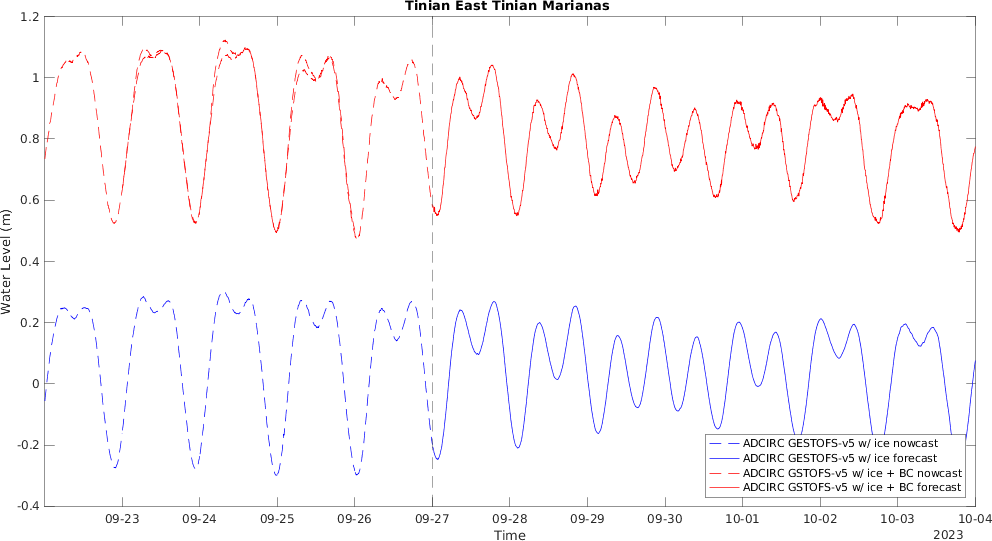 Tinian East Tinian Marianas
1.2
1
0.8
0.6
0.4
0.2
0
-0.2
-0.4
Water Level (m)
ADCIRC GESTOFS-v5 w/ ice nowcast
ADCIRC GESTOFS-v5 w/ ice forecast
ADCIRC GSTOFS-v5 w/ ice + BC nowcast
ADCIRC GSTOFS-v5 w/ ice + BC forecast
09-23 09-24 09-25 09-26 09-27 09-28 09-29 09-30 10-01 10-02 10-03 10-04
Time
2023